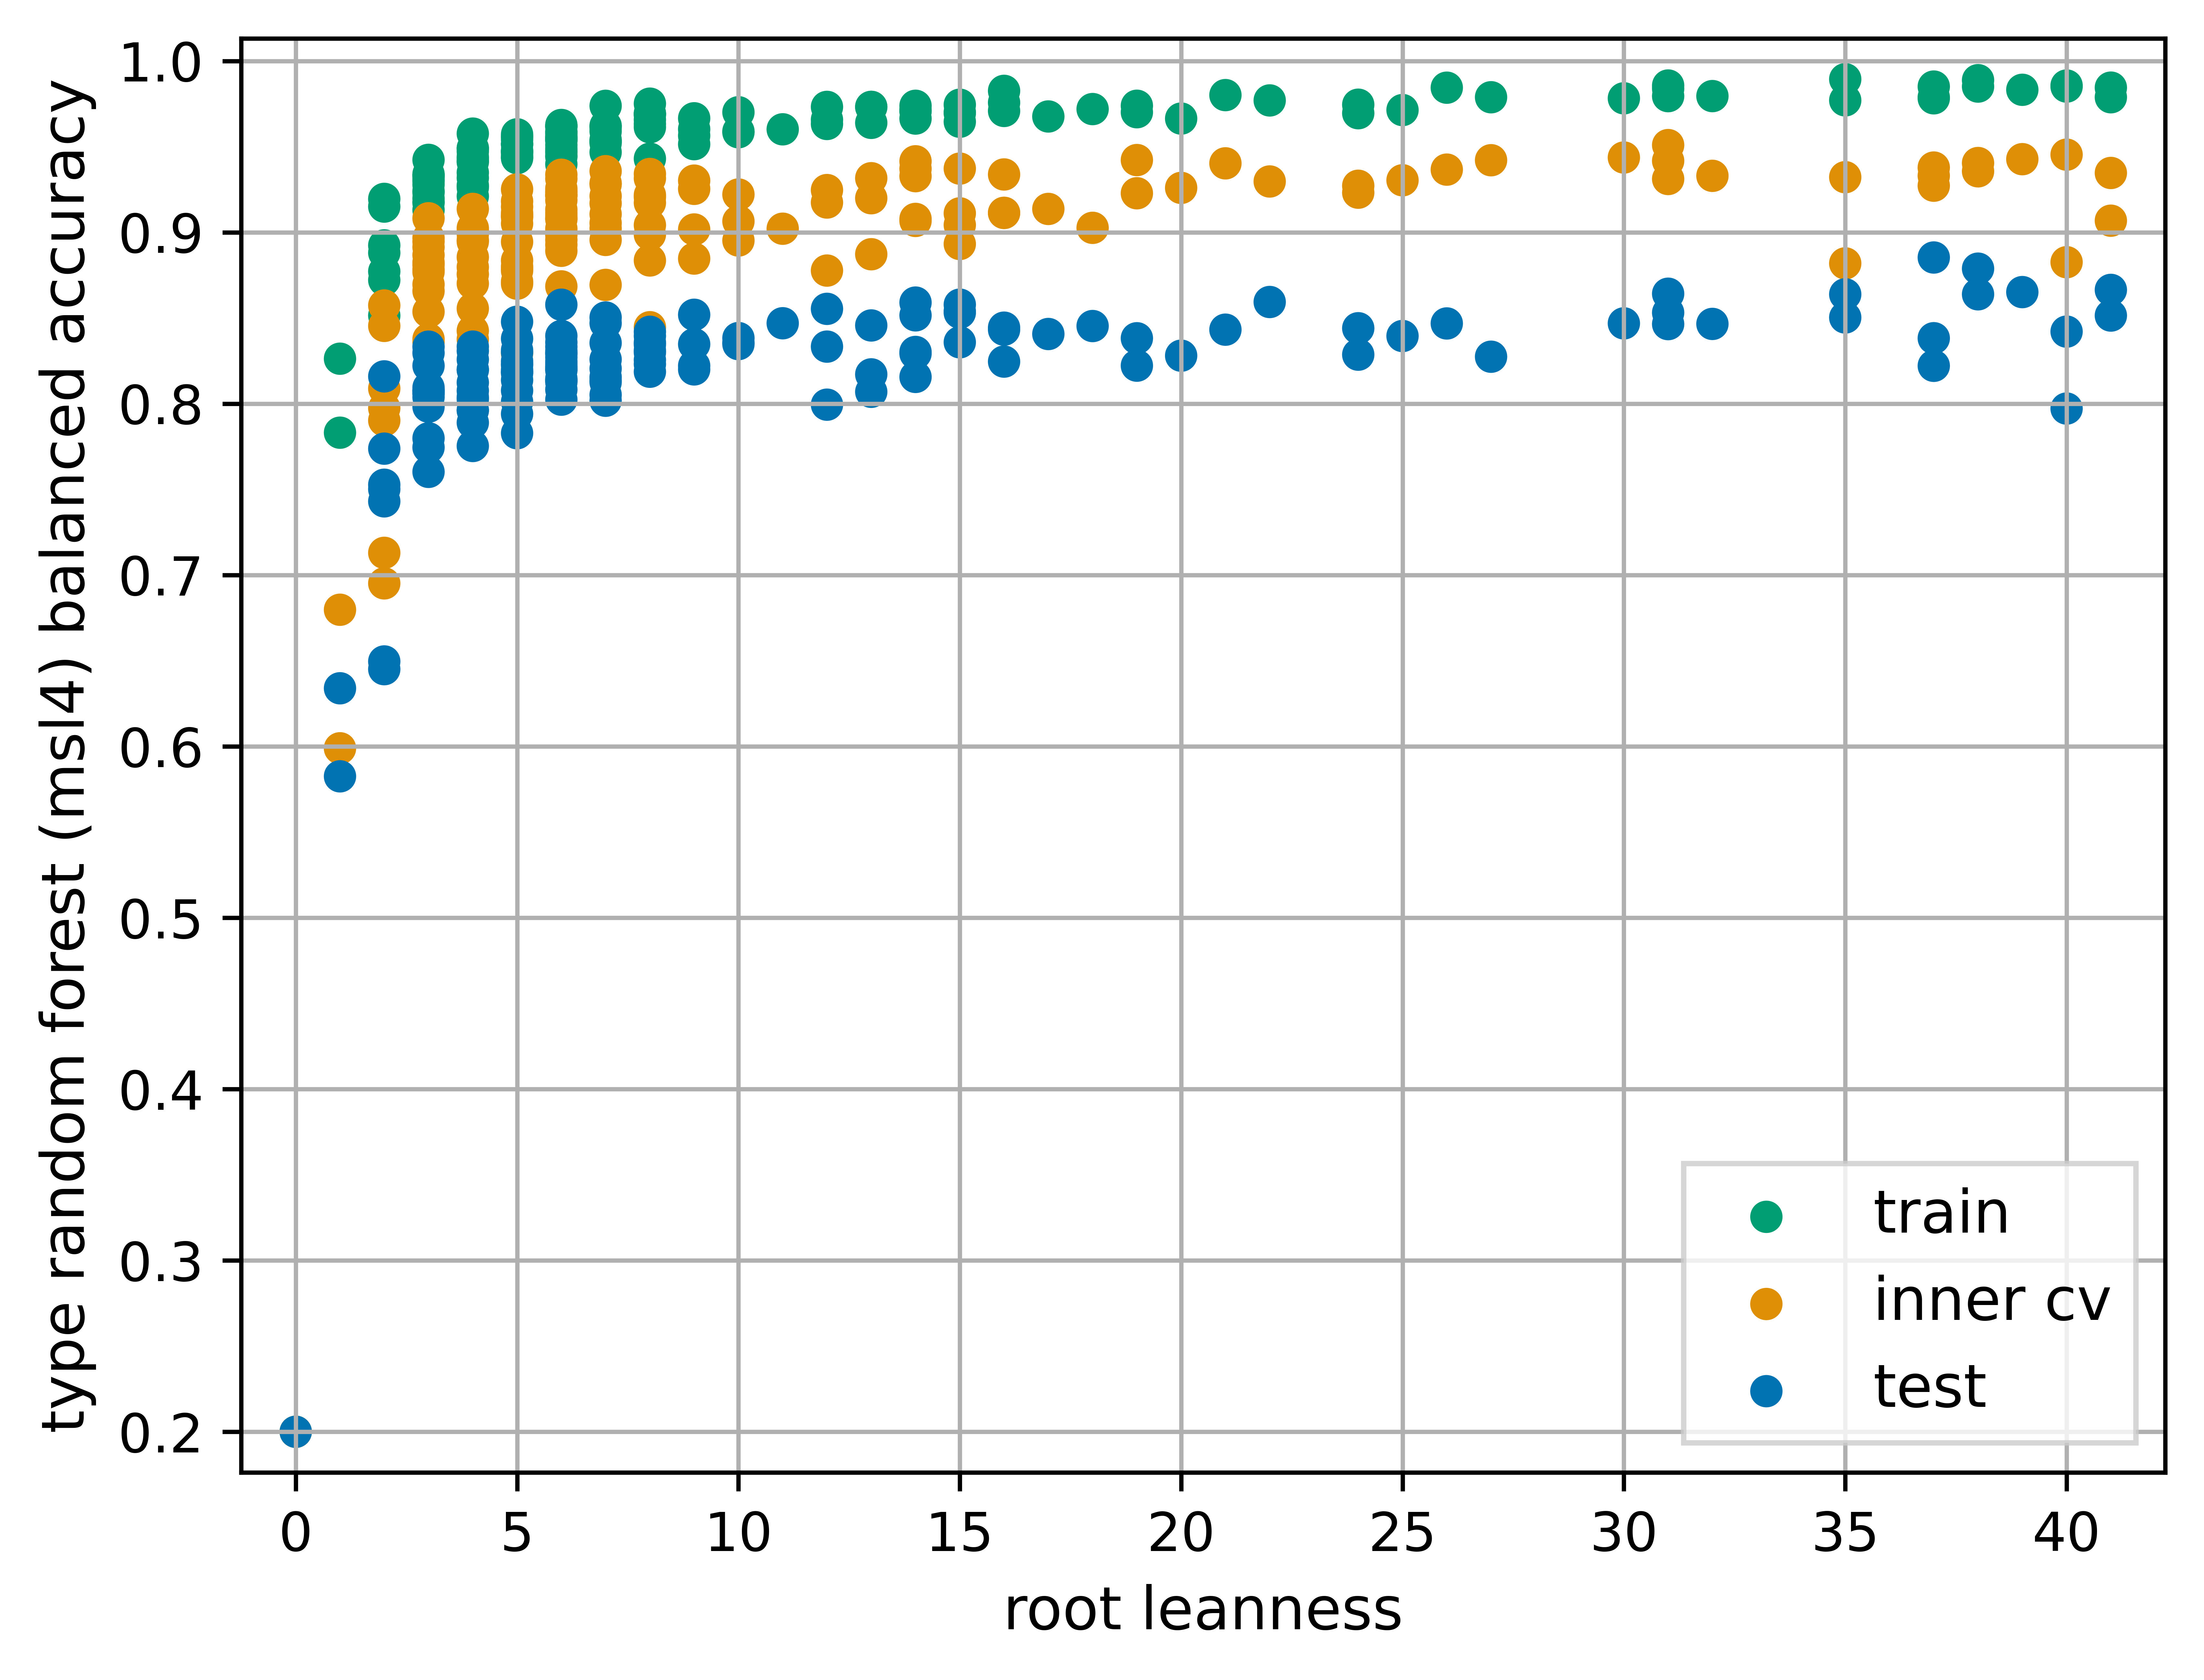 type random forest (msl4) balanced accuracy
1.0
0.9
0.8
0.7
0.6
0.5
0.4
0.3
0.2
train
inner cv
test
0 5 10 15 20 25 30 35 40
root leanness